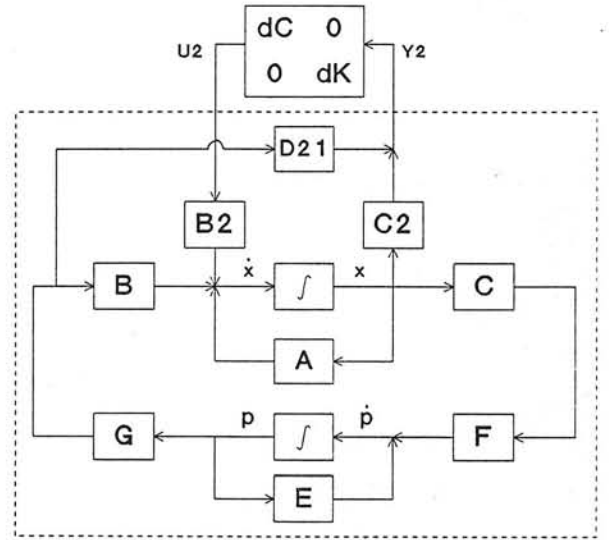 dC 0
U2 Y2
0 dK
D21
B2 C2
ẋ x
B ∫ C
A
p ṗ
G ∫ F
E